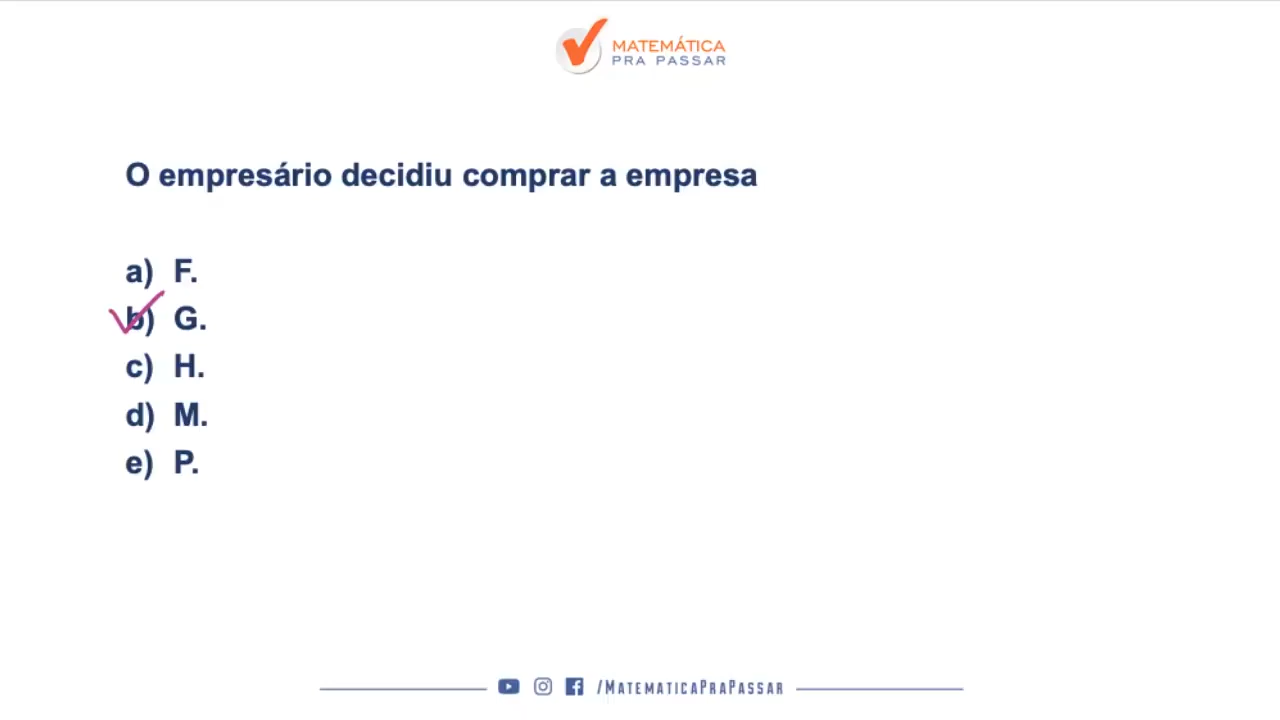 MATEMÁTICA
PRA PASSAR
O empresário decidiu comprar a empresa
a) F.
b) G.
c) H.
d) M.
e) P.
/MATEMATICAPRAPASSAR